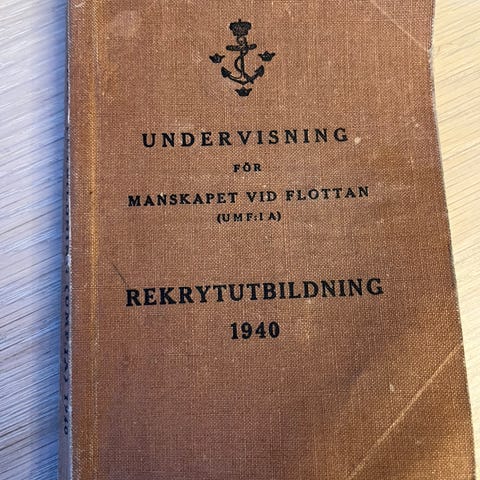 UNDERVISNING
FÖR
MANSKAPET VID FLOTTAN
(UMF:I A)
REKRYTUTBILDNING
1940